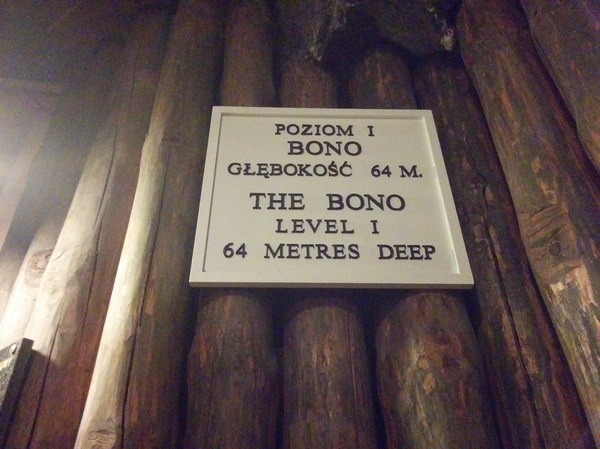 POZIOM I
BONO
GŁĘBOKOŚĆ 64 M.
THE BONO
LEVEL I
64 METRES DEEP